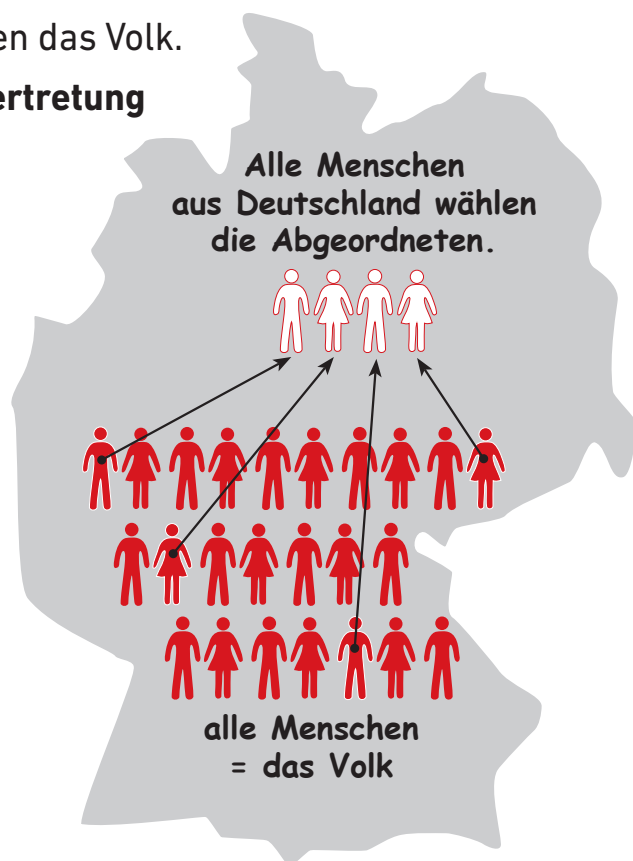 en das Volk.
ertretung
Alle Menschen
aus Deutschland wählen
die Abgeordneten.
alle Menschen
= das Volk